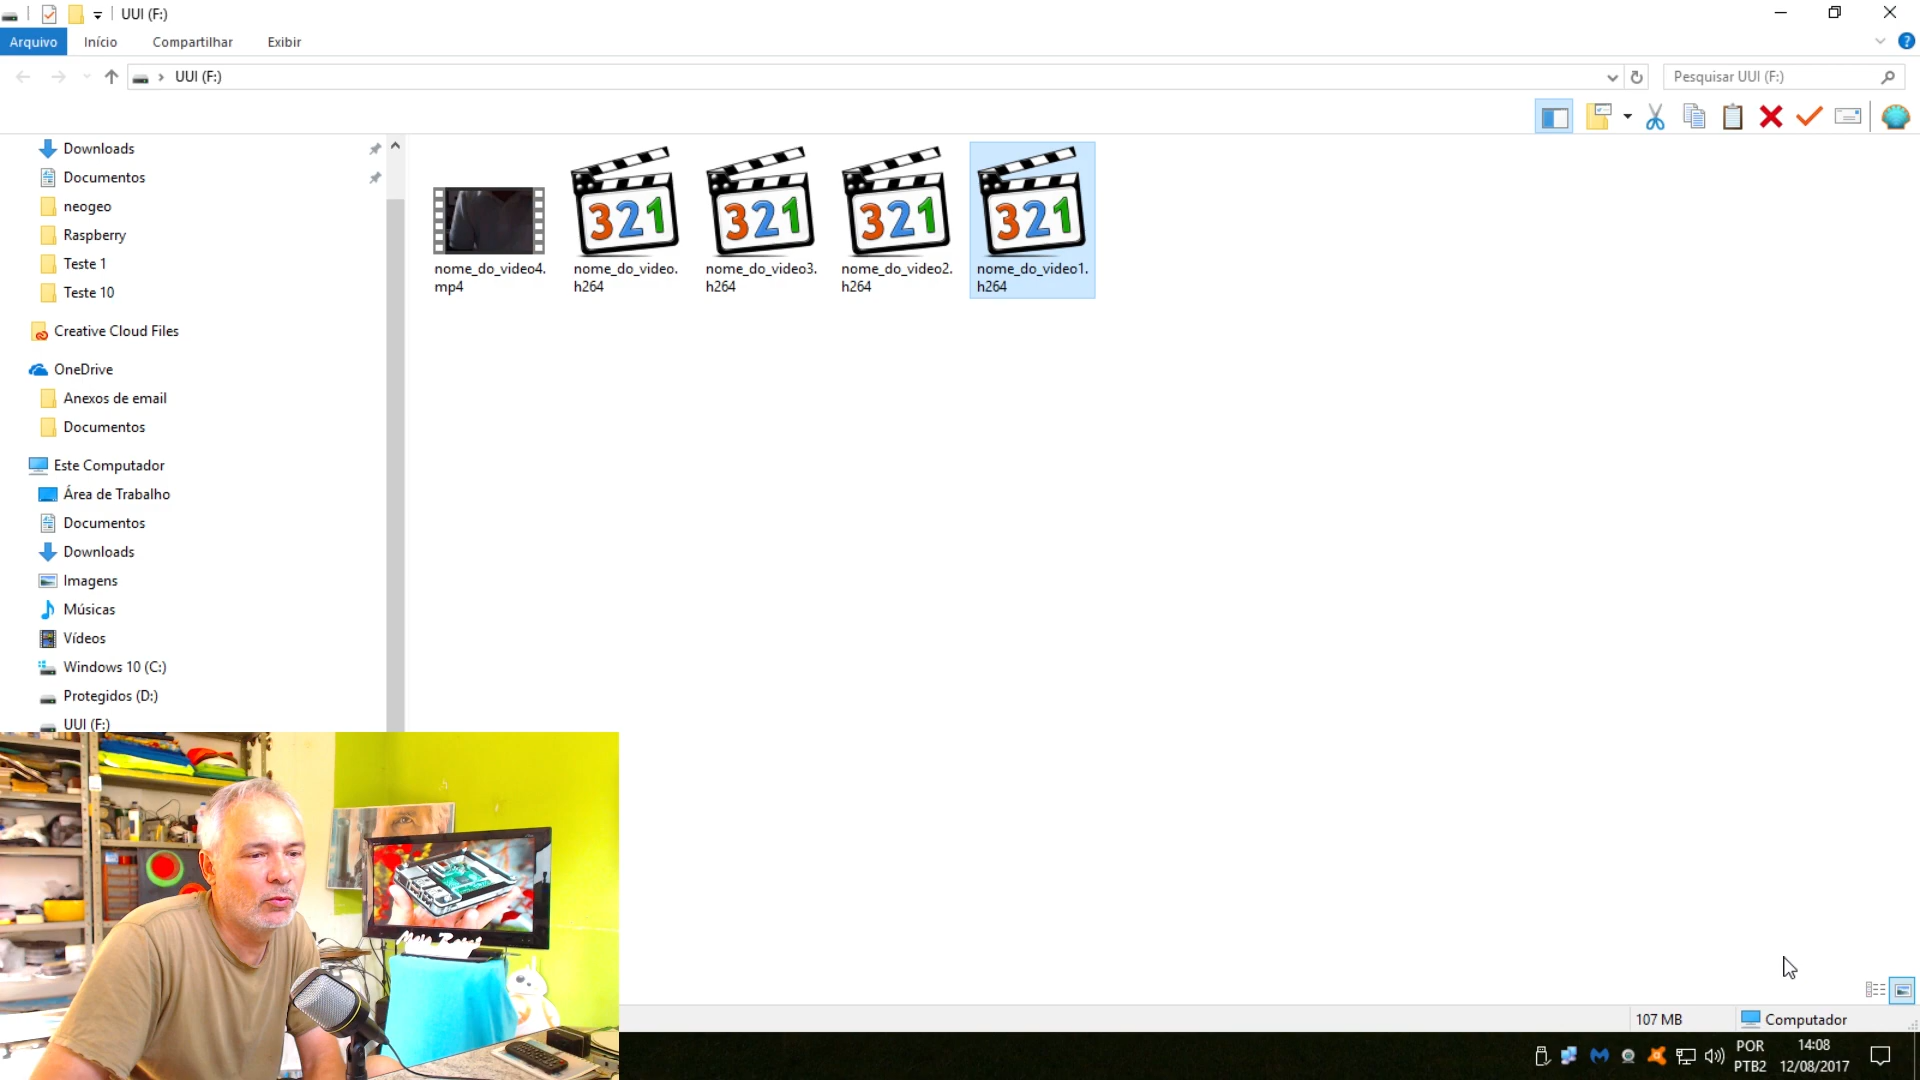 UUI (F:)
Arquivo
Início
Compartilhar
Exibir
?
UUI (F:)
Pesquisar UUI (F:)
Downloads
Documentos
neogeo
Raspberry
Teste 1
Teste 10
Creative Cloud Files
OneDrive
Anexos de email
Documentos
Este Computador
Área de Trabalho
Documentos
Downloads
Imagens
Músicas
Vídeos
Windows 10 (C:)
Protegidos (D:)
UUI (F:)
321
321
321
321
nome_do_video4.
mp4
nome_do_video.
h264
nome_do_video3.
h264
nome_do_video2.
h264
nome_do_video1.
h264
107 MB
Computador
POR
PTB2
14:08
12/08/2017